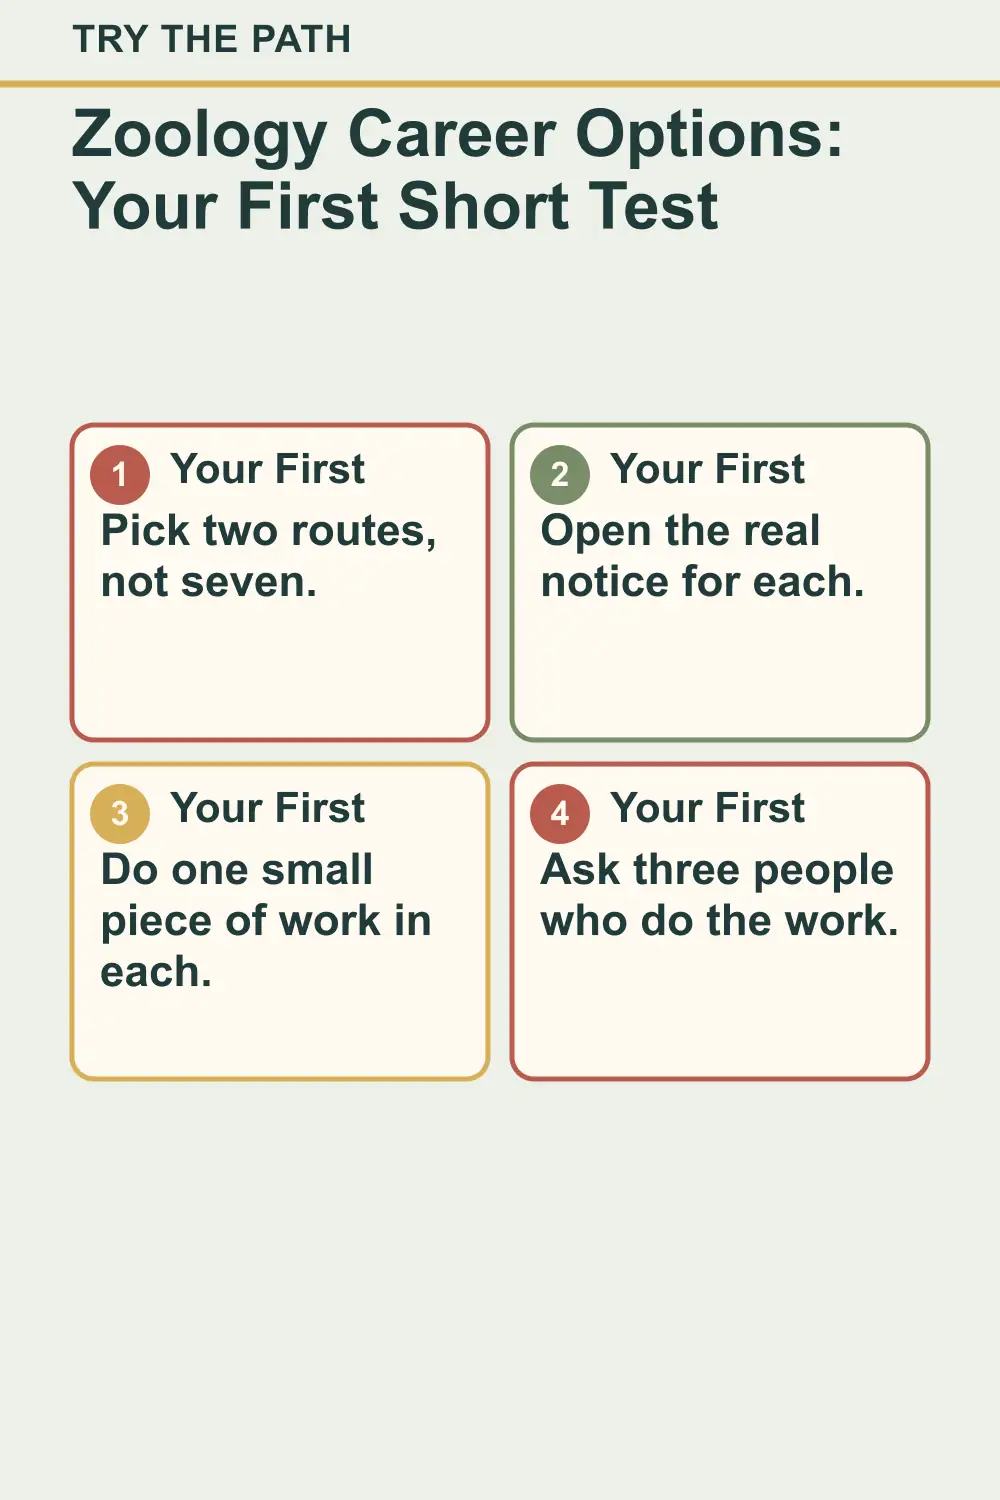 TRY THE PATH
Zoology Career Options:
Your First Short Test
1 Your First
Pick two routes,
not seven.
2 Your First
Open the real
notice for each.
3 Your First
Do one small
piece of work in
each.
4 Your First
Ask three people
who do the work.